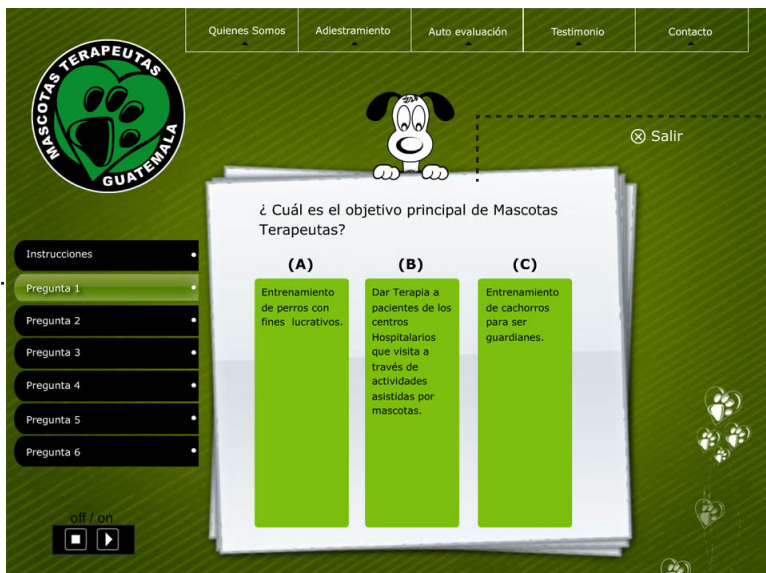 Quienes Somos
Adiestramiento
Auto evaluación
Testimonio
Contacto
MASCOTAS TERAPEUTAS
GUATEMALA
Salir
¿ Cuál es el objetivo principal de Mascotas
Terapeutas?
Instrucciones
Pregunta 1
Pregunta 2
Pregunta 3
Pregunta 4
Pregunta 5
Pregunta 6
(A)
Entrenamiento
de perros con
fines lucrativos.
(B)
Dar Terapia a
pacientes de los
centros
Hospitalarios
que visita a
través de
actividades
asistidas por
mascotas.
(C)
Entrenamiento
de cachorros
para ser
guardianes.
off / on